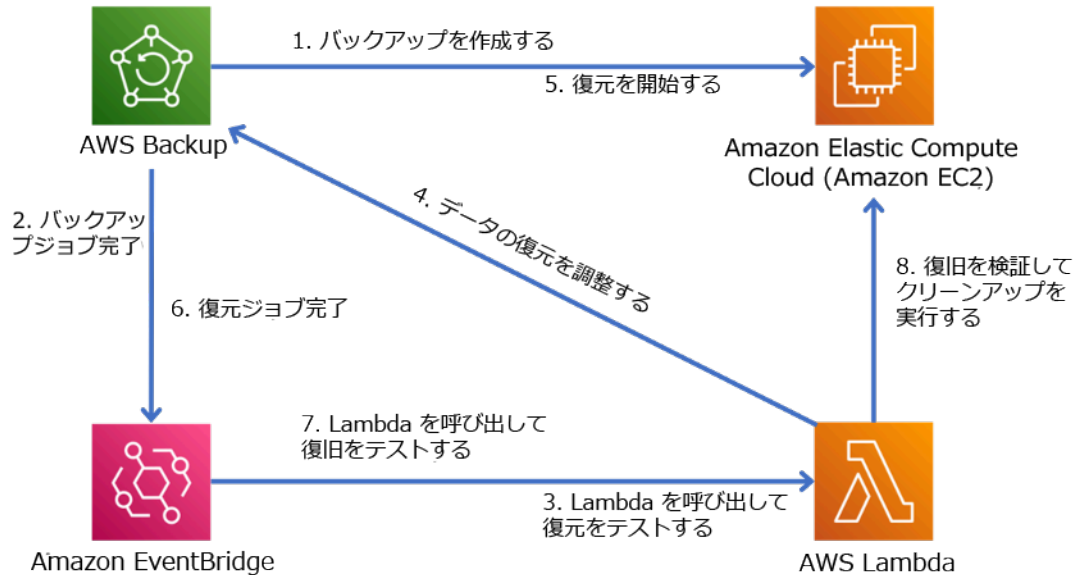 1. バックアップを作成する
5. 復元を開始する
AWS Backup
Amazon Elastic Compute
Cloud (Amazon EC2)
2. バックアッ
プジョブ完了
4. データの復元を調整する
8. 復旧を検証して
クリーンアップを
実行する
6. 復元ジョブ完了
7. Lambda を呼び出して
復旧をテストする
3. Lambda を呼び出して
復元をテストする
Amazon EventBridge
AWS Lambda